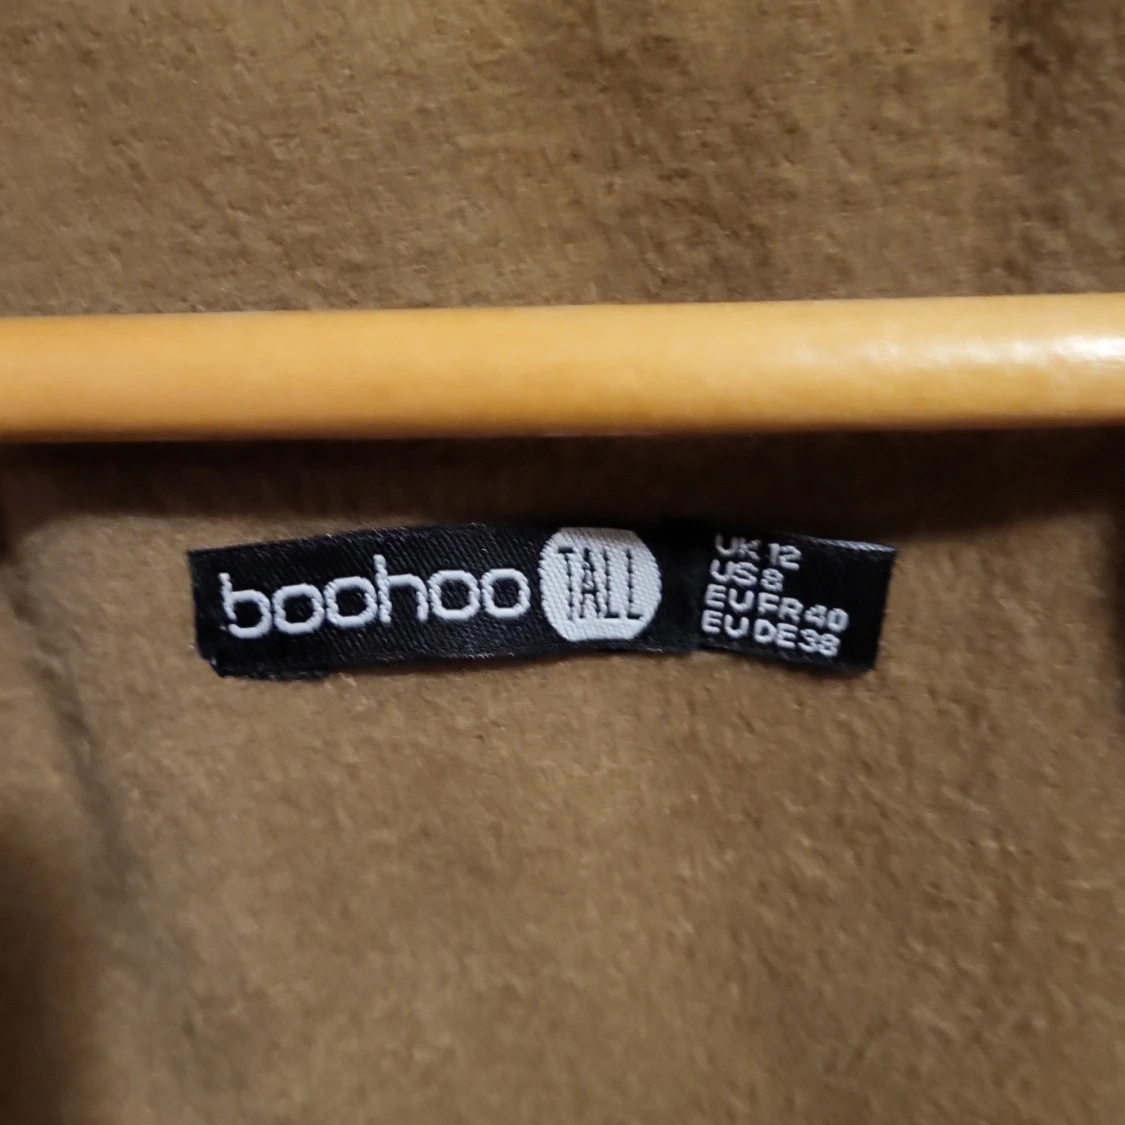 boohoo TALL
UK 12
US 8
EU FR 40
EU DE 38